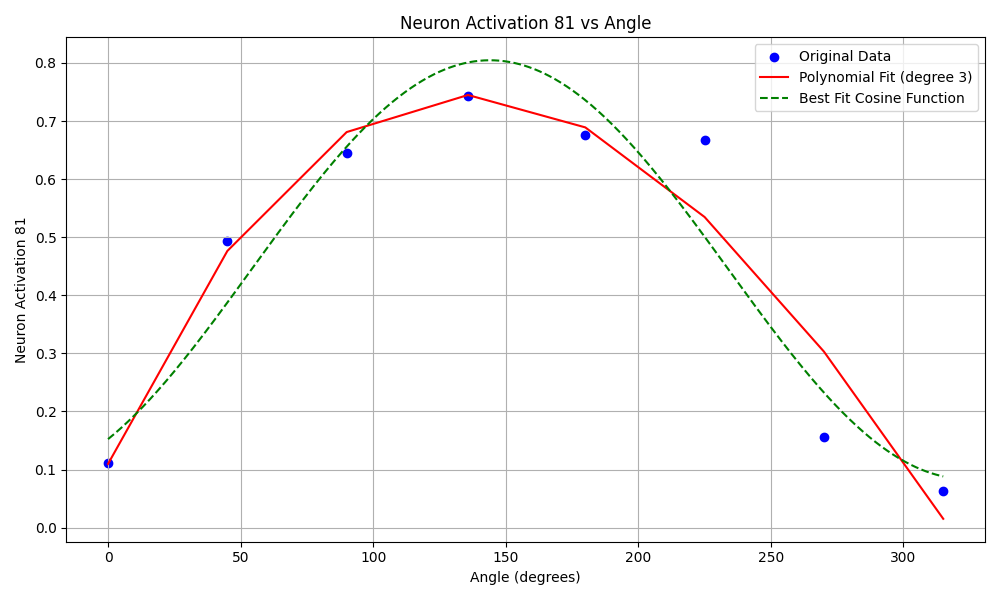 Neuron Activation 81 vs Angle
Original Data
Polynomial Fit (degree 3)
Best Fit Cosine Function
Neuron Activation 81
0.8
0.7
0.6
0.5
0.4
0.3
0.2
0.1
0.0
0 50 100 150 200 250 300
Angle (degrees)